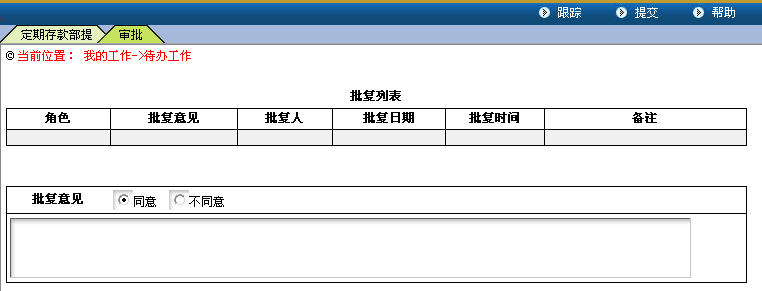 跟踪 提交 帮助
定期存款部提 审批
© 当前位置： 我的工作->待办工作
批复列表
角色 批复意见 批复人 批复日期 批复时间 备注
批复意见 同意 不同意